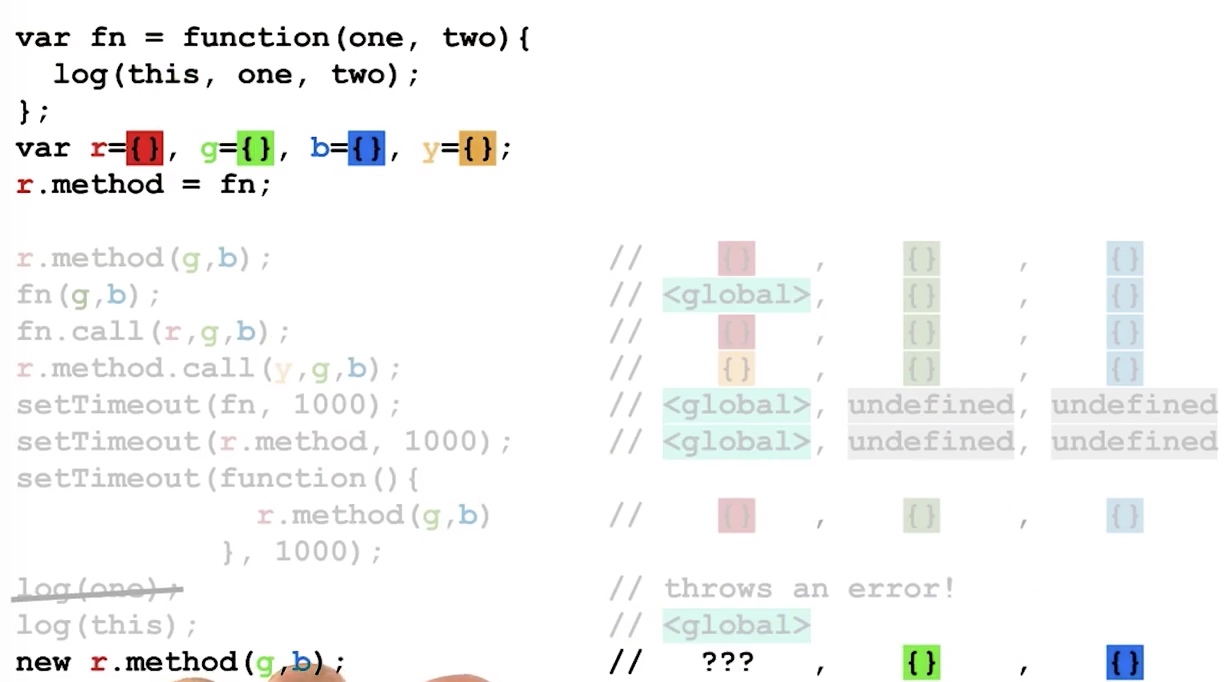 var fn = function(one, two){
log(this, one, two);
};
var r={}, g={}, b={}, y={};
r.method = fn;
r.method(g,b); // {} , {} , {}
fn(g,b); // <global>, {} , {}
fn.call(r,g,b); // {} , {} , {}
r.method.call(y,g,b); // {} , {} , {}
setTimeout(fn, 1000); // <global>, undefined, undefined
setTimeout(r.method, 1000); // <global>, undefined, undefined
setTimeout(function(){
r.method(g,b) // {} , {} , {}
}, 1000);
log(one); // throws an error!
log(this); // <global>
new r.method(g,b); // ??? , {} , {}